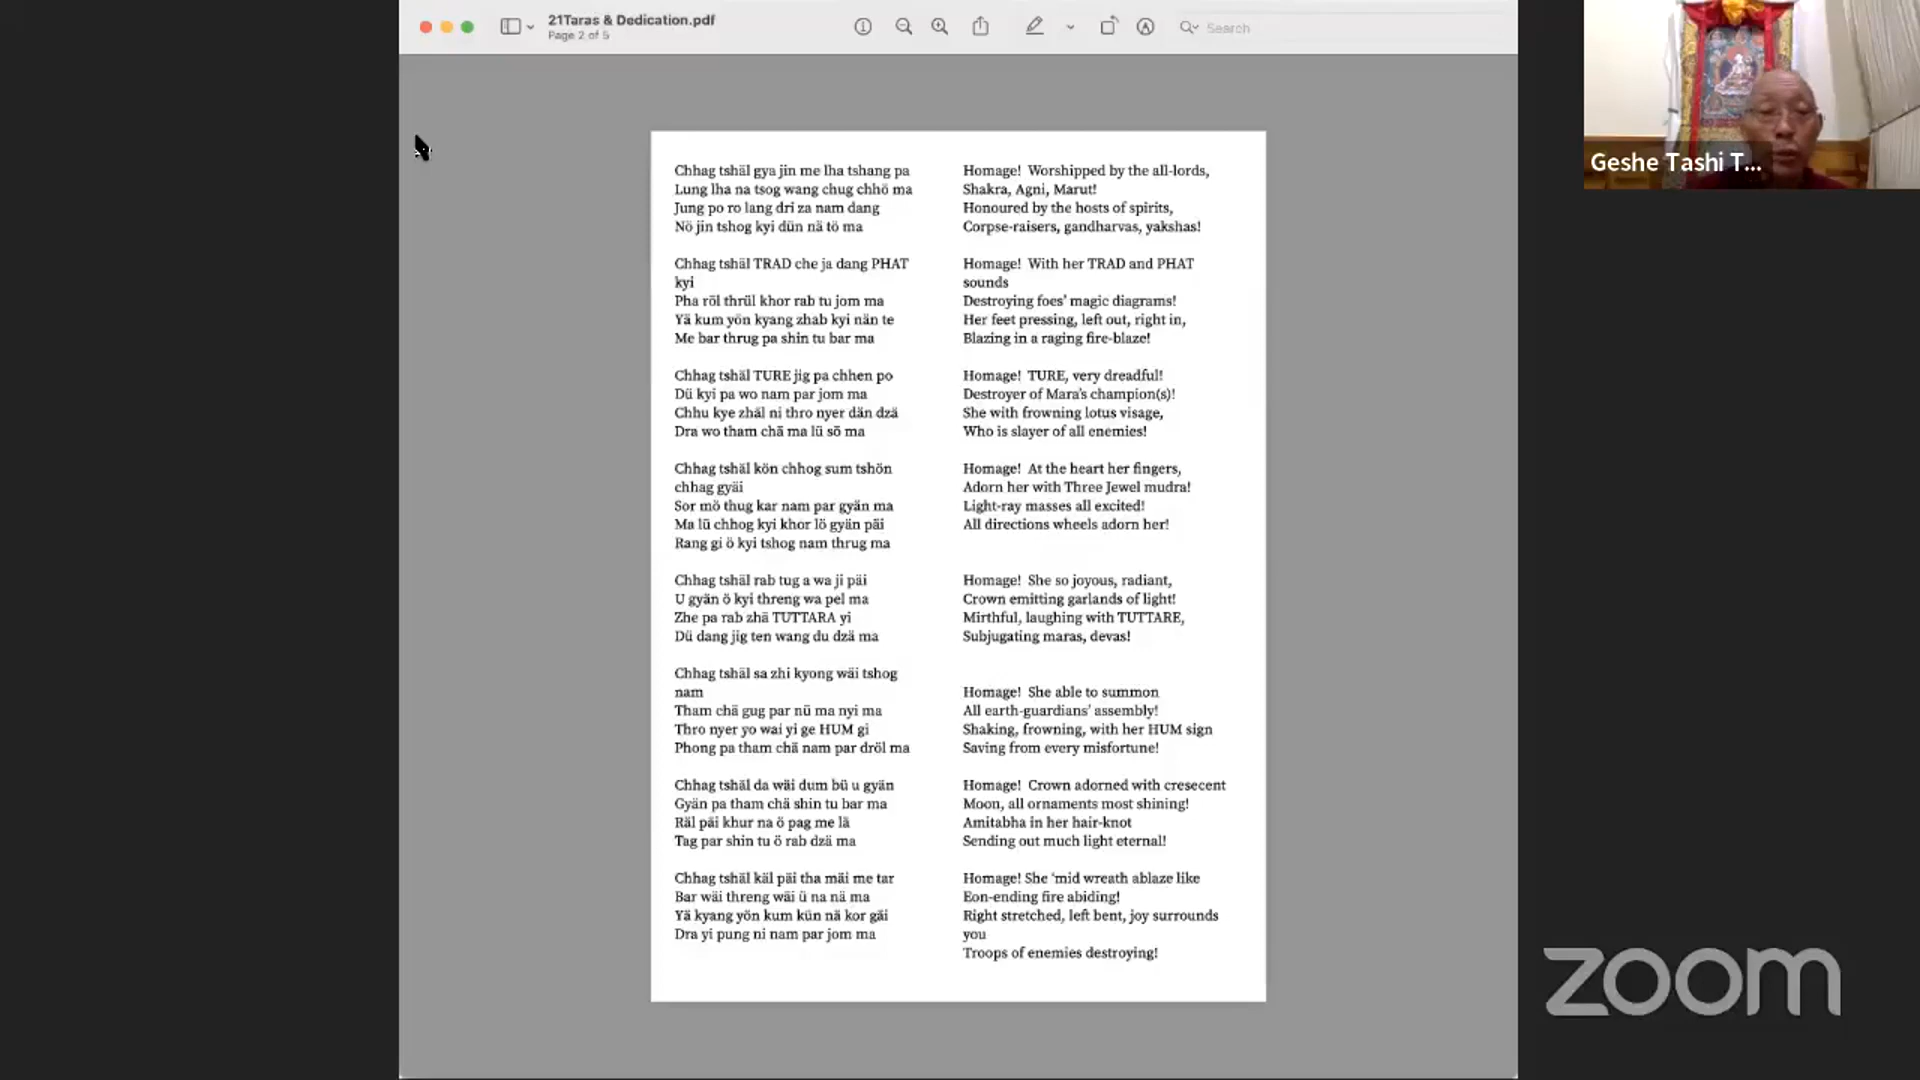 21Taras & Dedication.pdf
Page 2 of 5
Search
Chhag tshäl gya jin me lha tshang pa
Lung lha na tsog wang chug chhö ma
Jung po ro lang dri za nam dang
Nö jin tshog kyi dün nä tö ma
Chhag tshäl TRAD che ja dang PHAT
kyi
Pha röl thrül khor rab tu jom ma
Yä kum yön kyang zhab kyi nän te
Me bar thrug pa shin tu bar ma
Chhag tshäl TURE jig pa chhen po
Dü kyi pa wo nam par jom ma
Chhu kye zhäl ni thro nyer dän dzä
Dra wo tham chä ma lü sö ma
Chhag tshäl kön chhog sum tshön
chhag gyäi
Sor mö thug kar nam par gyän ma
Ma lü chhog kyi khor lö gyän päi
Rang gi ö kyi tshog nam thrug ma
Chhag tshäl rab tug a wa ji päi
U gyän ö kyi threng wa pel ma
Zhe pa rab zhä TUTTARA yi
Dü dang jig ten wang du dzä ma
Chhag tshäl sa zhi kyong wäi tshog
nam
Tham chä gug par nü ma nyi ma
Thro nyer yo wai yi ge HUM gi
Phong pa tham chä nam par dröl ma
Chhag tshäl da wäi dum bü u gyän
Gyän pa tham chä shin tu bar ma
Räl päi khur na ö pag me lä
Tag par shin tu ö rab dzä ma
Chhag tshäl käl päi tha mäi me tar
Bar wäi threng wäi ü na nä ma
Yä kyang yön kum kün nä kor gäi
Dra yi pung ni nam par jom ma
Homage! Worshipped by the all-lords,
Shakra, Agni, Marut!
Honoured by the hosts of spirits,
Corpse-raisers, gandharvas, yakshas!
Homage! With her TRAD and PHAT
sounds
Destroying foes' magic diagrams!
Her feet pressing, left out, right in,
Blazing in a raging fire-blaze!
Homage! TURE, very dreadful!
Destroyer of Mara's champion(s)!
She with frowning lotus visage,
Who is slayer of all enemies!
Homage! At the heart her fingers,
Adorn her with Three Jewel mudra!
Light-ray masses all excited!
All directions wheels adorn her!
Homage! She so joyous, radiant,
Crown emitting garlands of light!
Mirthful, laughing with TUTTARE,
Subjugating maras, devas!
Homage! She able to summon
All earth-guardians' assembly!
Shaking, frowning, with her HUM sign
Saving from every misfortune!
Homage! Crown adorned with cresecent
Moon, all ornaments most shining!
Amitabha in her hair-knot
Sending out much light eternal!
Homage! She 'mid wreath ablaze like
Eon-ending fire abiding!
Right stretched, left bent, joy surrounds
you
Troops of enemies destroying!
Geshe Tashi T...
zoom